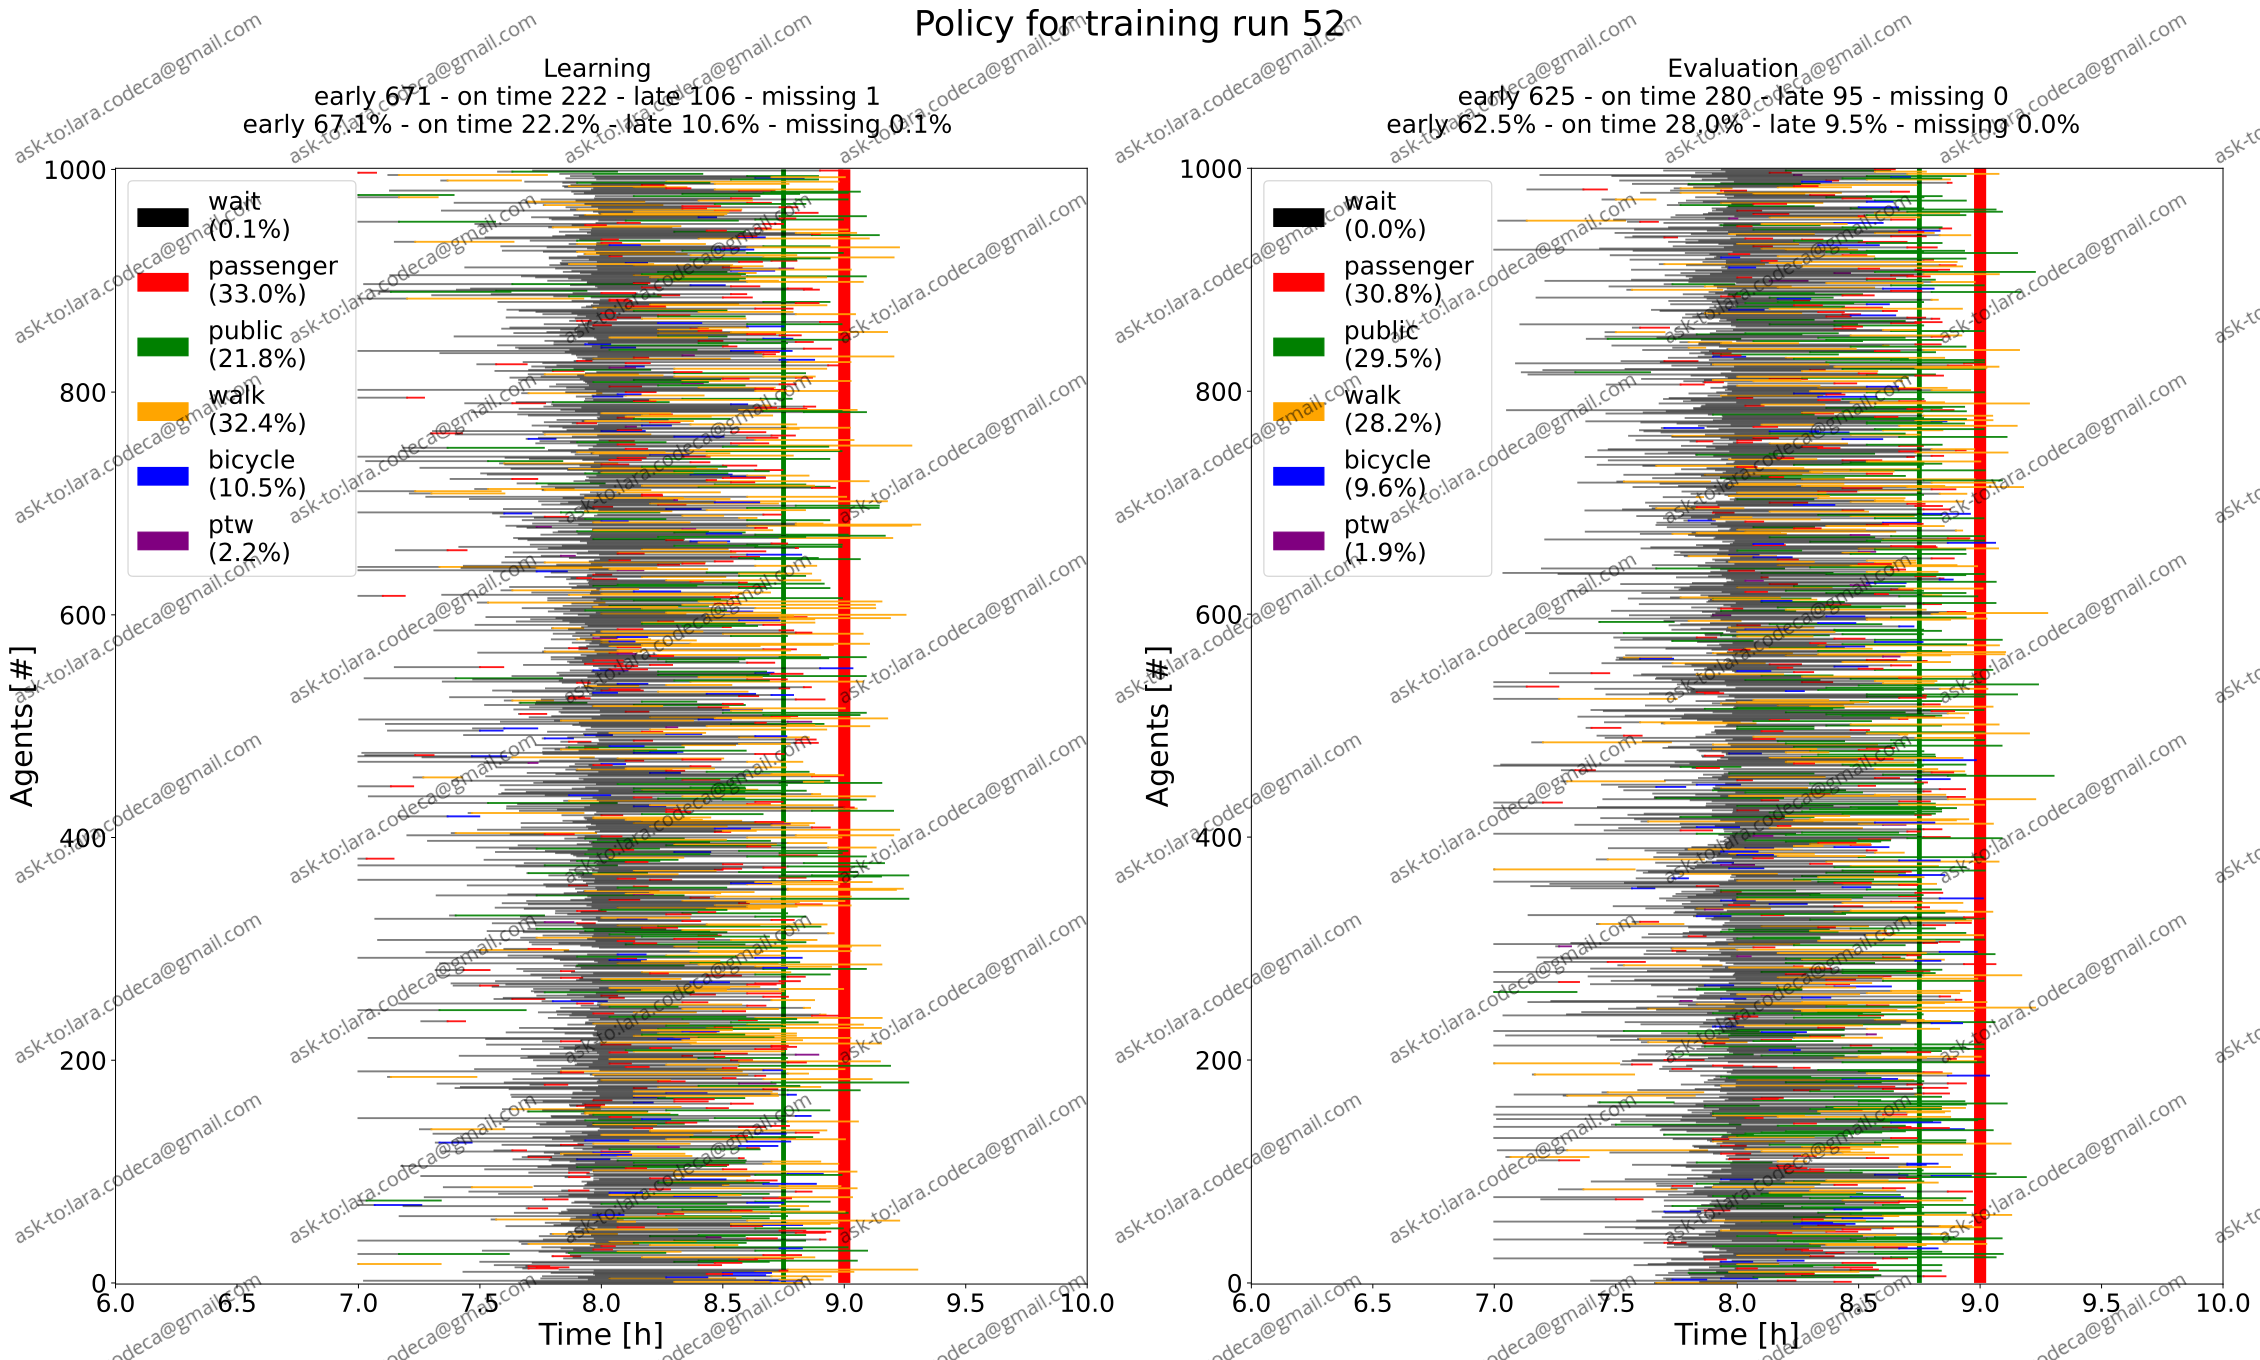 Policy for training run 52
Learning
early 671 - on time 222 - late 106 - missing 1
early 67.1% - on time 22.2% - late 10.6% - missing 0.1%
Evaluation
early 625 - on time 280 - late 95 - missing 0
early 62.5% - on time 28.0% - late 9.5% - missing 0.0%
Agents [#]
1000
800
600
400
200
0
wait
(0.1%)
passenger
(33.0%)
public
(21.8%)
walk
(32.4%)
bicycle
(10.5%)
ptw
(2.2%)
6.0 6.5 7.0 7.5 8.0 8.5 9.0 9.5 10.0
Time [h]
Agents [#]
1000
800
600
400
200
0
wait
(0.0%)
passenger
(30.8%)
public
(29.5%)
walk
(28.2%)
bicycle
(9.6%)
ptw
(1.9%)
6.0 6.5 7.0 7.5 8.0 8.5 9.0 9.5 10.0
Time [h]
ask-to:lara.codeca@gmail.com